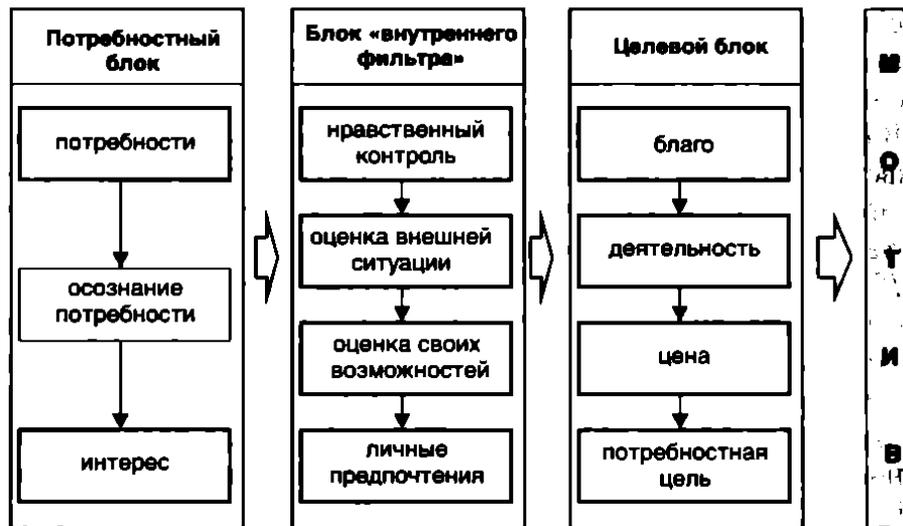 Потребностный
блок
потребности
осознание
потребности
интерес
Блок «внутреннего
фильтра»
нравственный
контроль
оценка внешней
ситуации
оценка своих
возможностей
личные
предпочтения
Целевой блок
благо
деятельность
цена
потребностная
цель
М
О
Т
И
В